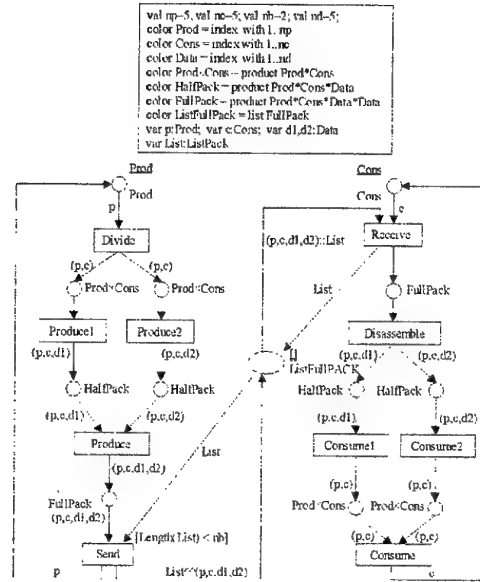 val np=5, val nc=5; val nb=2; val nd=5;
color Prod = index with 1..np
color Cons = index with 1..nc
color Data = index with 1..nd
color Prod×Cons = product Prod*Cons
color HalfPack = product Prod*Cons*Data
color FullPack = product Prod*Cons*Data*Data
color ListFullPack = list FullPack
var p:Prod; var c:Cons; var d1,d2:Data
var List:ListPack
Prod
Prod
p
Divide
(p,c)
(p,c)
Prod×Cons
Prod×Cons
Produce1
Produce2
(p,c,d1)
(p,c,d2)
HalfPack
HalfPack
(p,c,d1)
(p,c,d2)
Produce
(p,c,d1,d2)
FullPack
(p,c,d1,d2)
Send
[Length(List) < nb]
p
List^^(p,c,d1,d2)
List
Cons
Cons
c
(p,c,d1,d2)::List
Receive
List
FullPack
Disassemble
[]
ListFullPACK
(p,c,d1)
(p,c,d2)
HalfPack
HalfPack
(p,c,d1)
(p,c,d2)
Consume1
Consume2
(p,c)
(p,c)
Prod×Cons
Prod×Cons
(p,c)
(p,c)
Consume
c